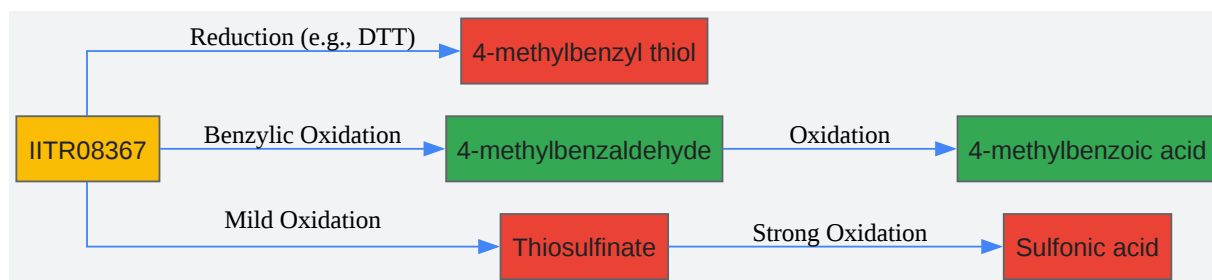 Reduction (e.g., DTT)
4-methylbenzyl thiol
IITR08367
Benzylic Oxidation
4-methylbenzaldehyde
Oxidation
4-methylbenzoic acid
Mild Oxidation
Thiosulfinate
Strong Oxidation
Sulfonic acid